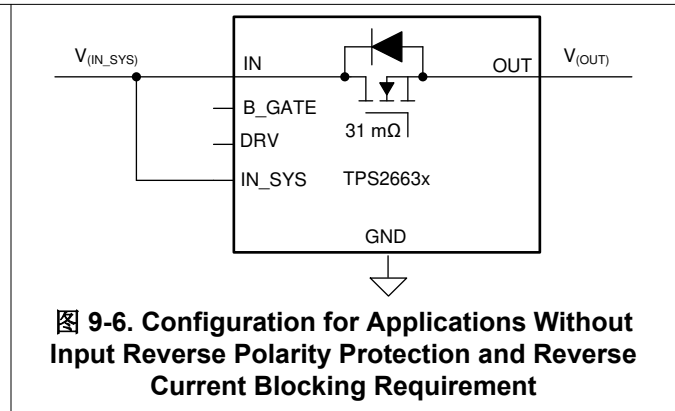 V(IN_SYS)
IN
OUT
V(OUT)
B_GATE
31 mΩ
DRV
IN_SYS
TPS2663x
GND
图 9-6. Configuration for Applications Without
Input Reverse Polarity Protection and Reverse
Current Blocking Requirement